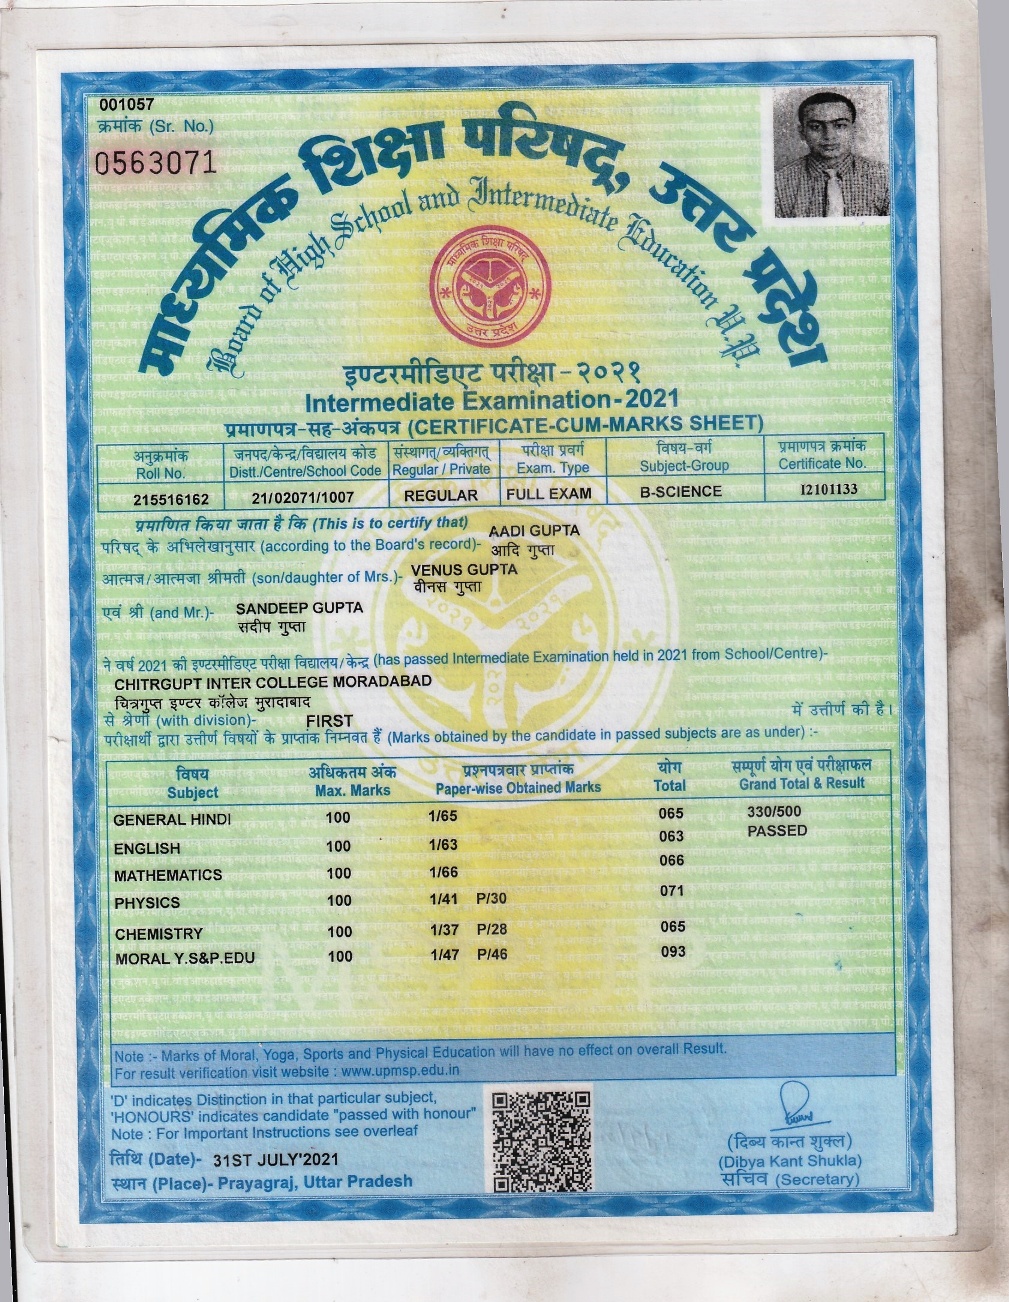 001057
क्रमांक (Sr. No.)
0563071
माध्यमिक शिक्षा परिषद्, उत्तर प्रदेश
Board of High School and Intermediate Education U.P.
माध्यमिक शिक्षा परिषद
उत्तर प्रदेश
इण्टरमीडिएट परीक्षा-२०२१
Intermediate Examination-2021
प्रमाणपत्र-सह-अंकपत्र (CERTIFICATE-CUM-MARKS SHEET)
अनुक्रमांक जनपद/केन्द्र/विद्यालय कोड संस्थागत/व्यक्तिगत परीक्षा प्रवर्ग विषय-वर्ग प्रमाणपत्र क्रमांक
Roll No. Distt./Centre/School Code Regular / Private Exam. Type Subject-Group Certificate No.
215516162 21/02071/1007 REGULAR FULL EXAM B-SCIENCE 12101133
प्रमाणित किया जाता है कि (This is to certify that) AADI GUPTA
परिषद् के अभिलेखानुसार (according to the Board's record)- आदि गुप्ता
आत्मज/आत्मजा श्रीमती (son/daughter of Mrs.)- VENUS GUPTA
वीनस गुप्ता
एवं श्री (and Mr.)- SANDEEP GUPTA
सदीप गुप्ता
ने वर्ष 2021 की इण्टरमीडिएट परीक्षा विद्यालय/केन्द्र (has passed Intermediate Examination held in 2021 from School/Centre)-
CHITRGUPT INTER COLLEGE MORADABAD
चित्रगुप्त इण्टर कॉलेज मुरादाबाद
से श्रेणी (with division)- FIRST में उत्तीर्ण की है।
परीक्षार्थी द्वारा उत्तीर्ण विषयों के प्राप्तांक निम्नवत हैं (Marks obtained by the candidate in passed subjects are as under) :-
विषय अधिकतम अंक प्रश्नपत्रवार प्राप्तांक योग सम्पूर्ण योग एवं परीक्षाफल
Subject Max. Marks Paper-wise Obtained Marks Total Grand Total & Result
GENERAL HINDI 100 1/65 065 330/500
PASSED
ENGLISH 100 1/63 063
MATHEMATICS 100 1/66 066
PHYSICS 100 1/41 P/30 071
CHEMISTRY 100 1/37 P/28 065
MORAL Y.S&P.EDU 100 1/47 P/46 093
Note :- Marks of Moral, Yoga, Sports and Physical Education will have no effect on overall Result.
For result verification visit website : www.upmsp.edu.in
'D' indicates Distinction in that particular subject,
'HONOURS' indicates candidate "passed with honour"
Note : For Important Instructions see overleaf
तिथि (Date)- 31ST JULY'2021
स्थान (Place)- Prayagraj, Uttar Pradesh
(दिब्य कान्त शुक्ल)
(Dibya Kant Shukla)
सचिव (Secretary)